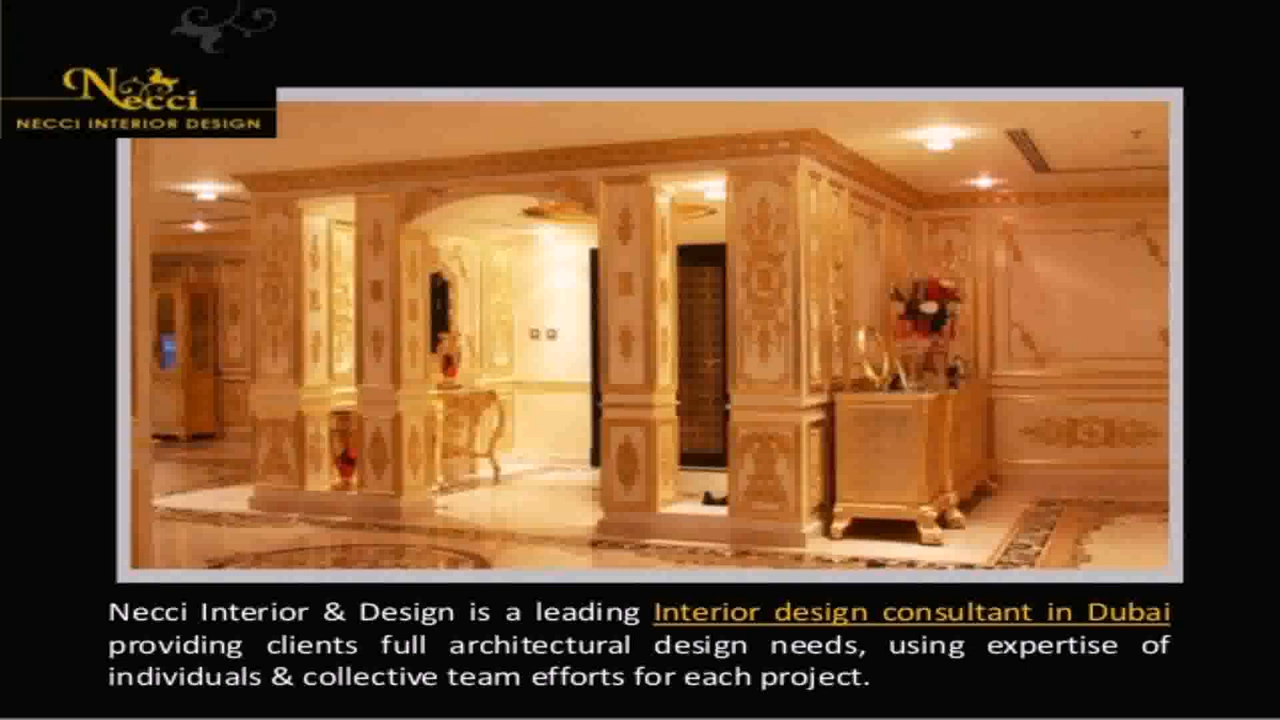 Necci
NECCI INTERIOR DESIGN
Necci Interior & Design is a leading Interior design consultant in Dubai
providing clients full architectural design needs, using expertise of
individuals & collective team efforts for each project.